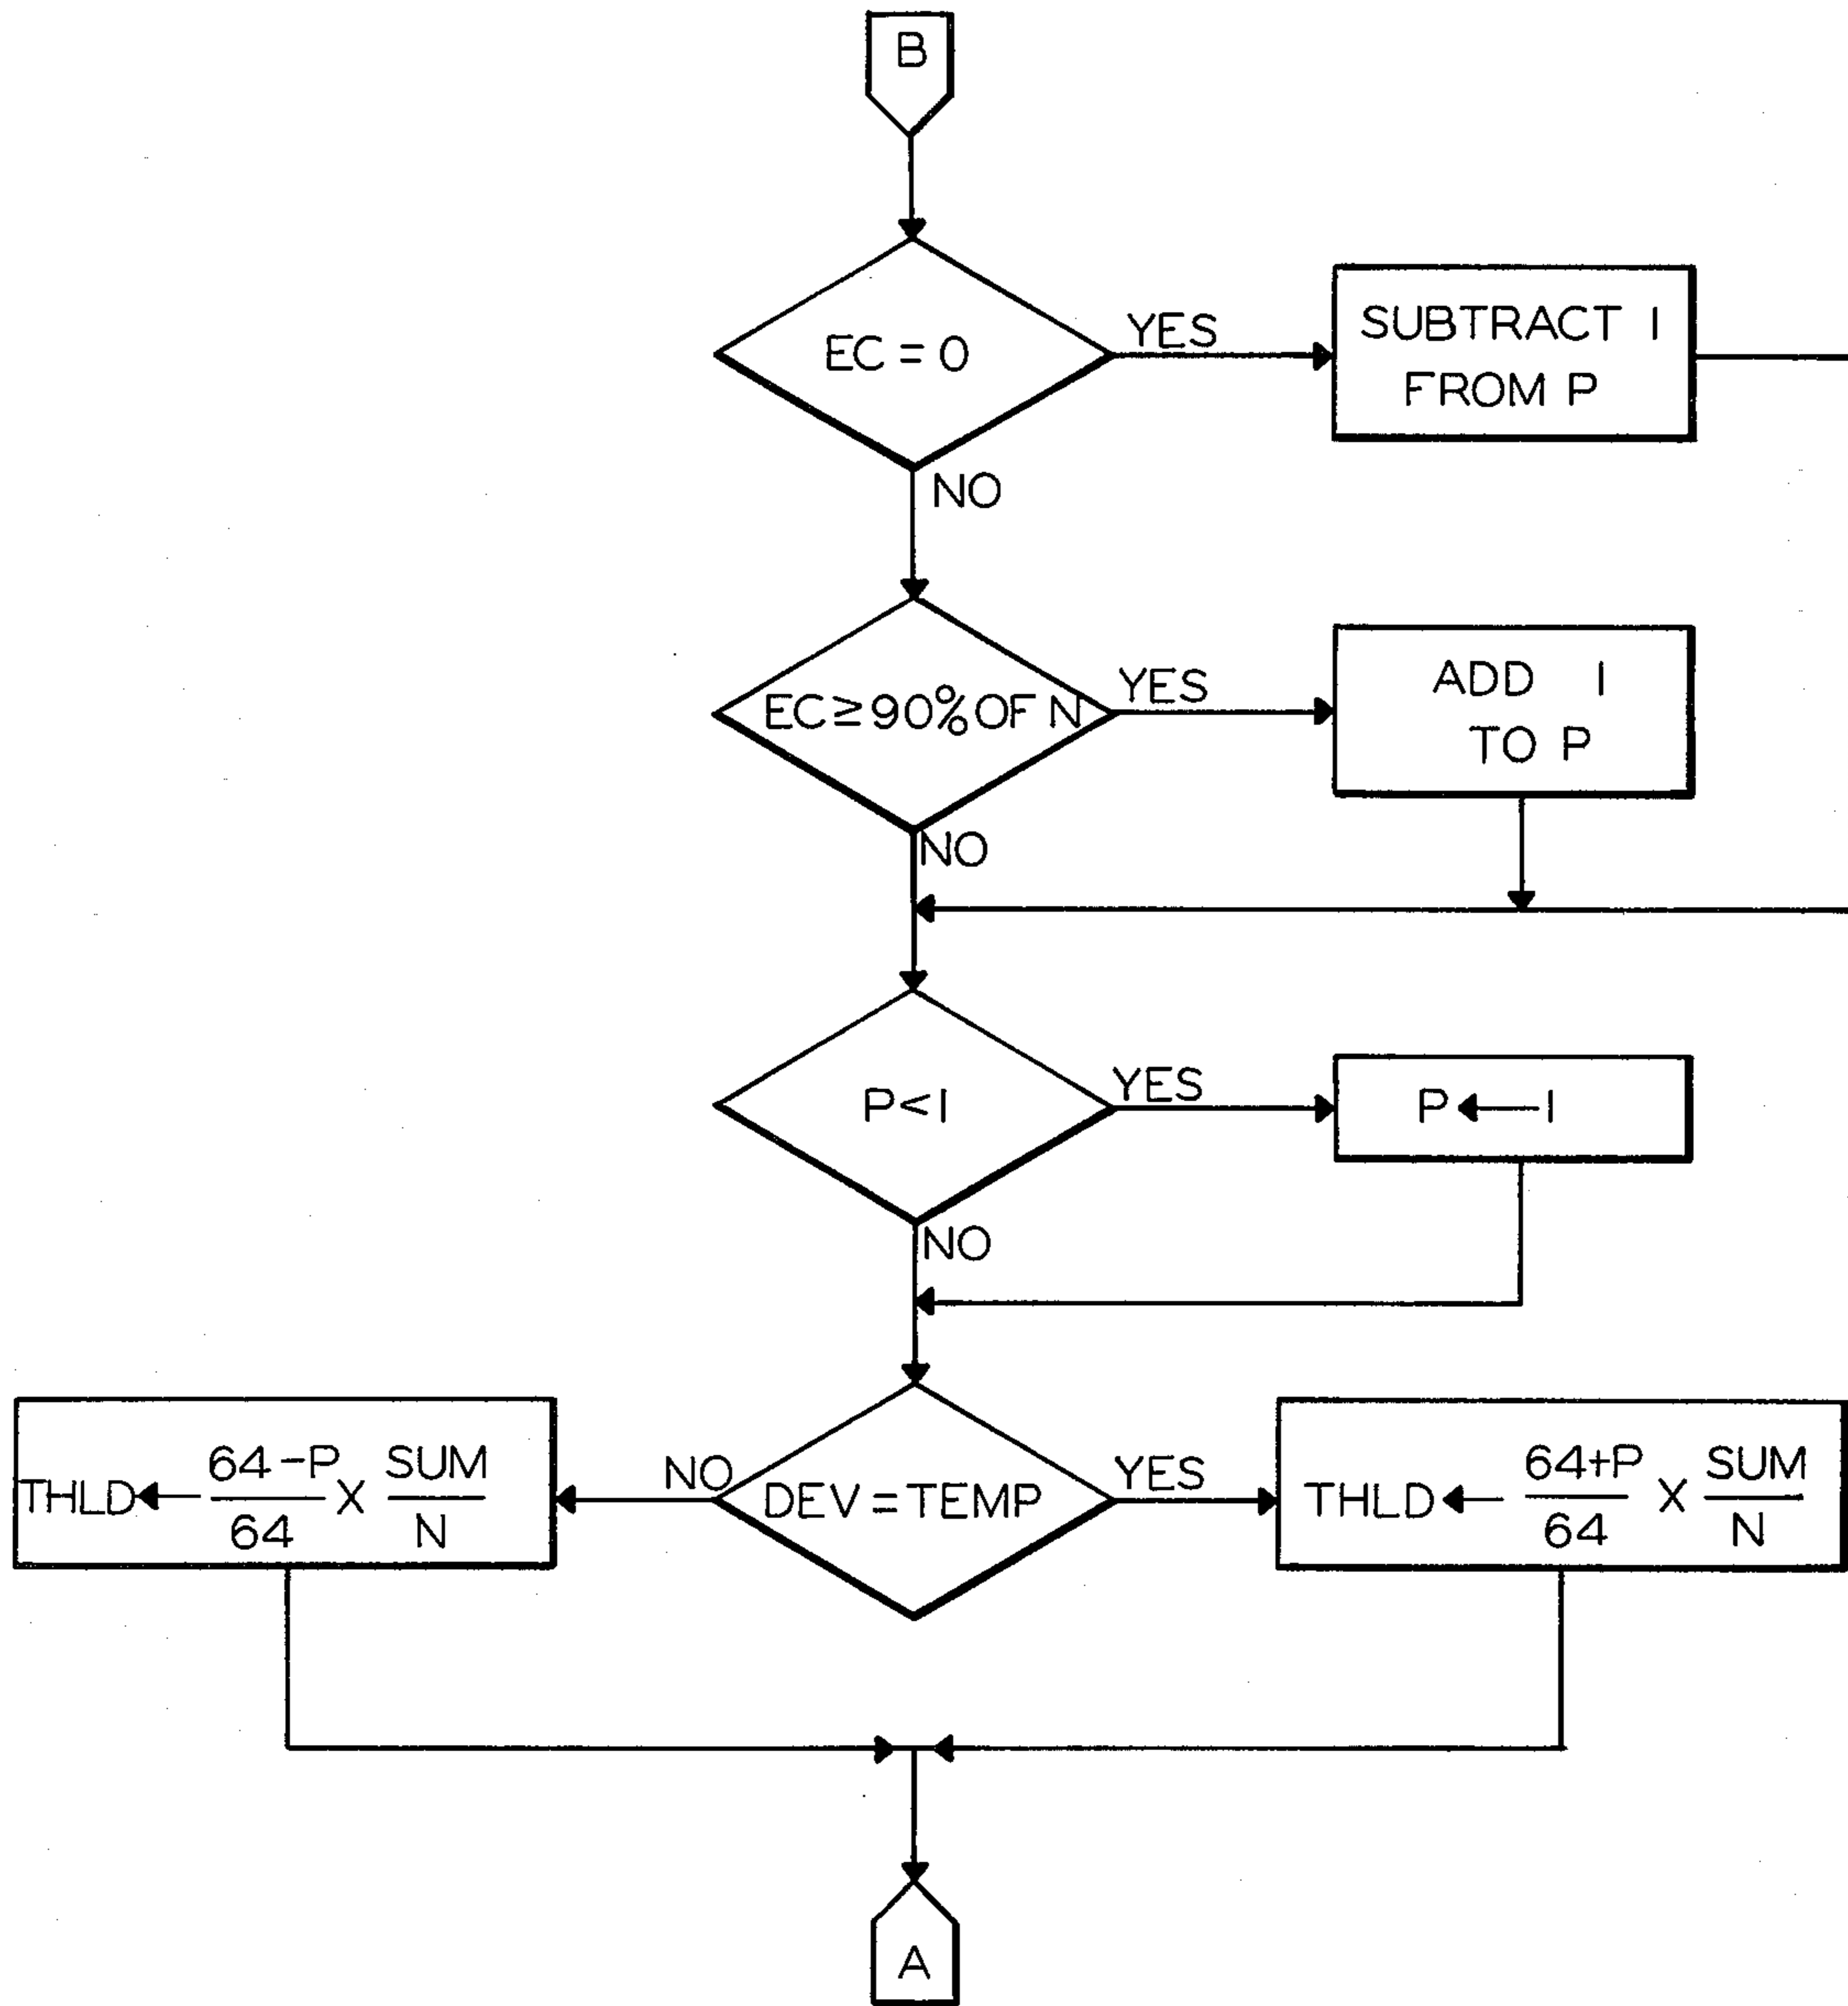 B
EC = 0
YES
SUBTRACT 1
FROM P
NO
EC ≥ 90% OF N
YES
ADD 1
TO P
NO
P < 1
YES
P ← 1
NO
THLD ← 64-P / 64 X SUM / N
NO
DEV = TEMP
YES
THLD ← 64+P / 64 X SUM / N
A